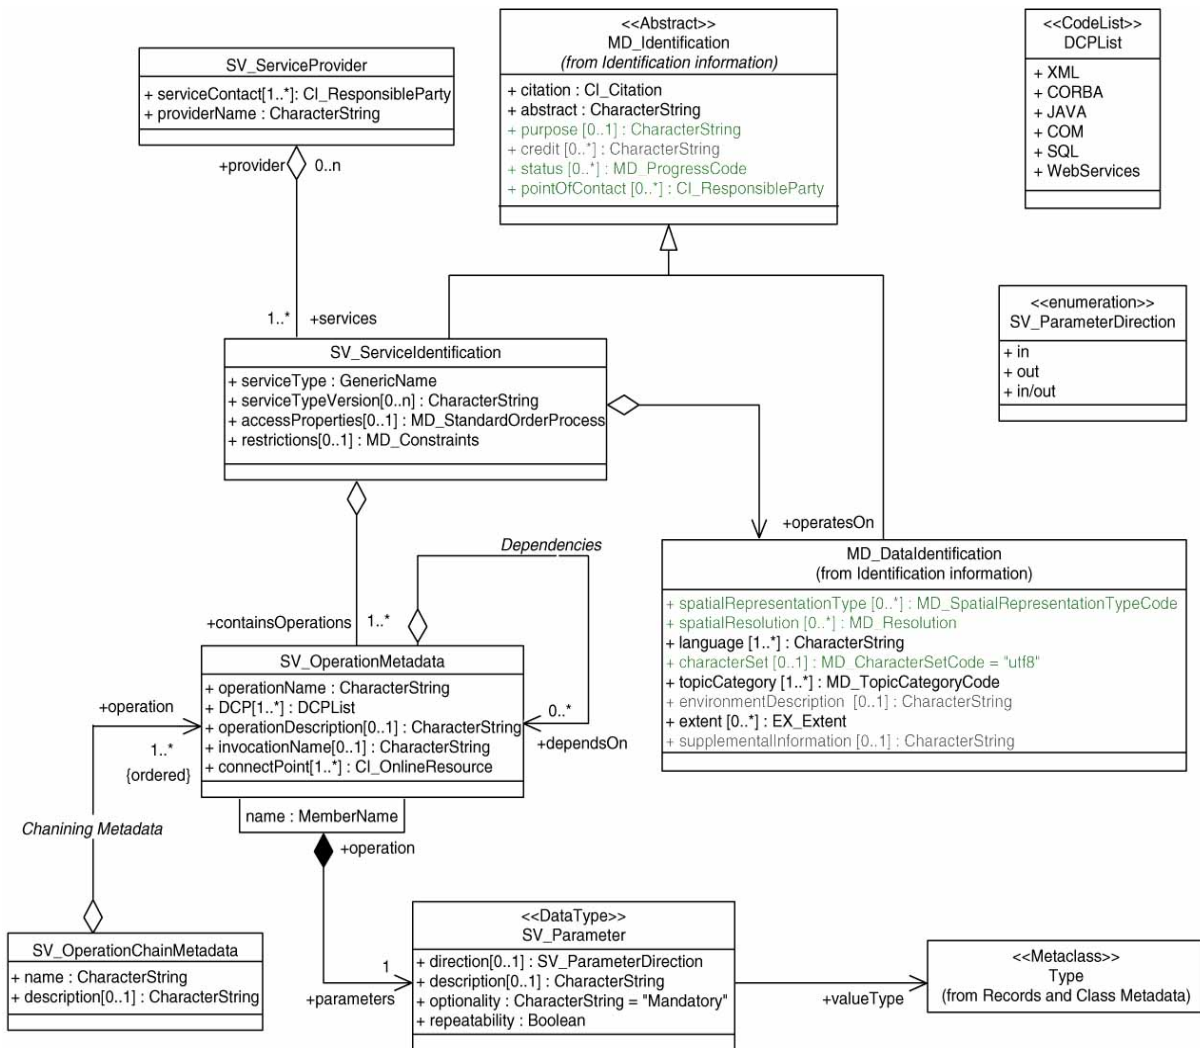 SV_ServiceProvider
+ serviceContact[1..*]: CI_ResponsibleParty
+ providerName : CharacterString
+provider
0..n
<<Abstract>>
MD_Identification
(from Identification information)
+ citation : CI_Citation
+ abstract : CharacterString
+ purpose [0..1] : CharacterString
+ credit [0..*] : CharacterString
+ status [0..*] : MD_ProgressCode
+ pointOfContact [0..*] : CI_ResponsibleParty
<<CodeList>>
DCPList
+ XML
+ CORBA
+ JAVA
+ COM
+ SQL
+ WebServices
<<enumeration>>
SV_ParameterDirection
+ in
+ out
+ in/out
1..*
+services
SV_ServiceIdentification
+ serviceType : GenericName
+ serviceTypeVersion[0..n] : CharacterString
+ accessProperties[0..1] : MD_StandardOrderProcess
+ restrictions[0..1] : MD_Constraints
+operatesOn
MD_DataIdentification
(from Identification information)
+ spatialRepresentationType [0..*] : MD_SpatialRepresentationTypeCode
+ spatialResolution [0..*] : MD_Resolution
+ language [1..*] : CharacterString
+ characterSet [0..1] : MD_CharacterSetCode = "utf8"
+ topicCategory [1..*] : MD_TopicCategoryCode
+ environmentDescription [0..1] : CharacterString
+ extent [0..*] : EX_Extent
+ supplementalInformation [0..1] : CharacterString
Dependencies
+containsOperations
1..*
SV_OperationMetadata
+ operationName : CharacterString
+ DCP[1..*] : DCPList
+ operationDescription[0..1] : CharacterString
+ invocationName[0..1] : CharacterString
+ connectPoint[1..*] : CI_OnlineResource
0..*
+dependsOn
+operation
1..*
{ordered}
name : MemberName
Chanining Metadata
+operation
SV_OperationChainMetadata
+ name : CharacterString
+ description[0..1] : CharacterString
1
+parameters
<<DataType>>
SV_Parameter
+ direction[0..1] : SV_ParameterDirection
+ description[0..1] : CharacterString
+ optionality : CharacterString = "Mandatory"
+ repeatability : Boolean
+valueType
<<Metaclass>>
Type
(from Records and Class Metadata)